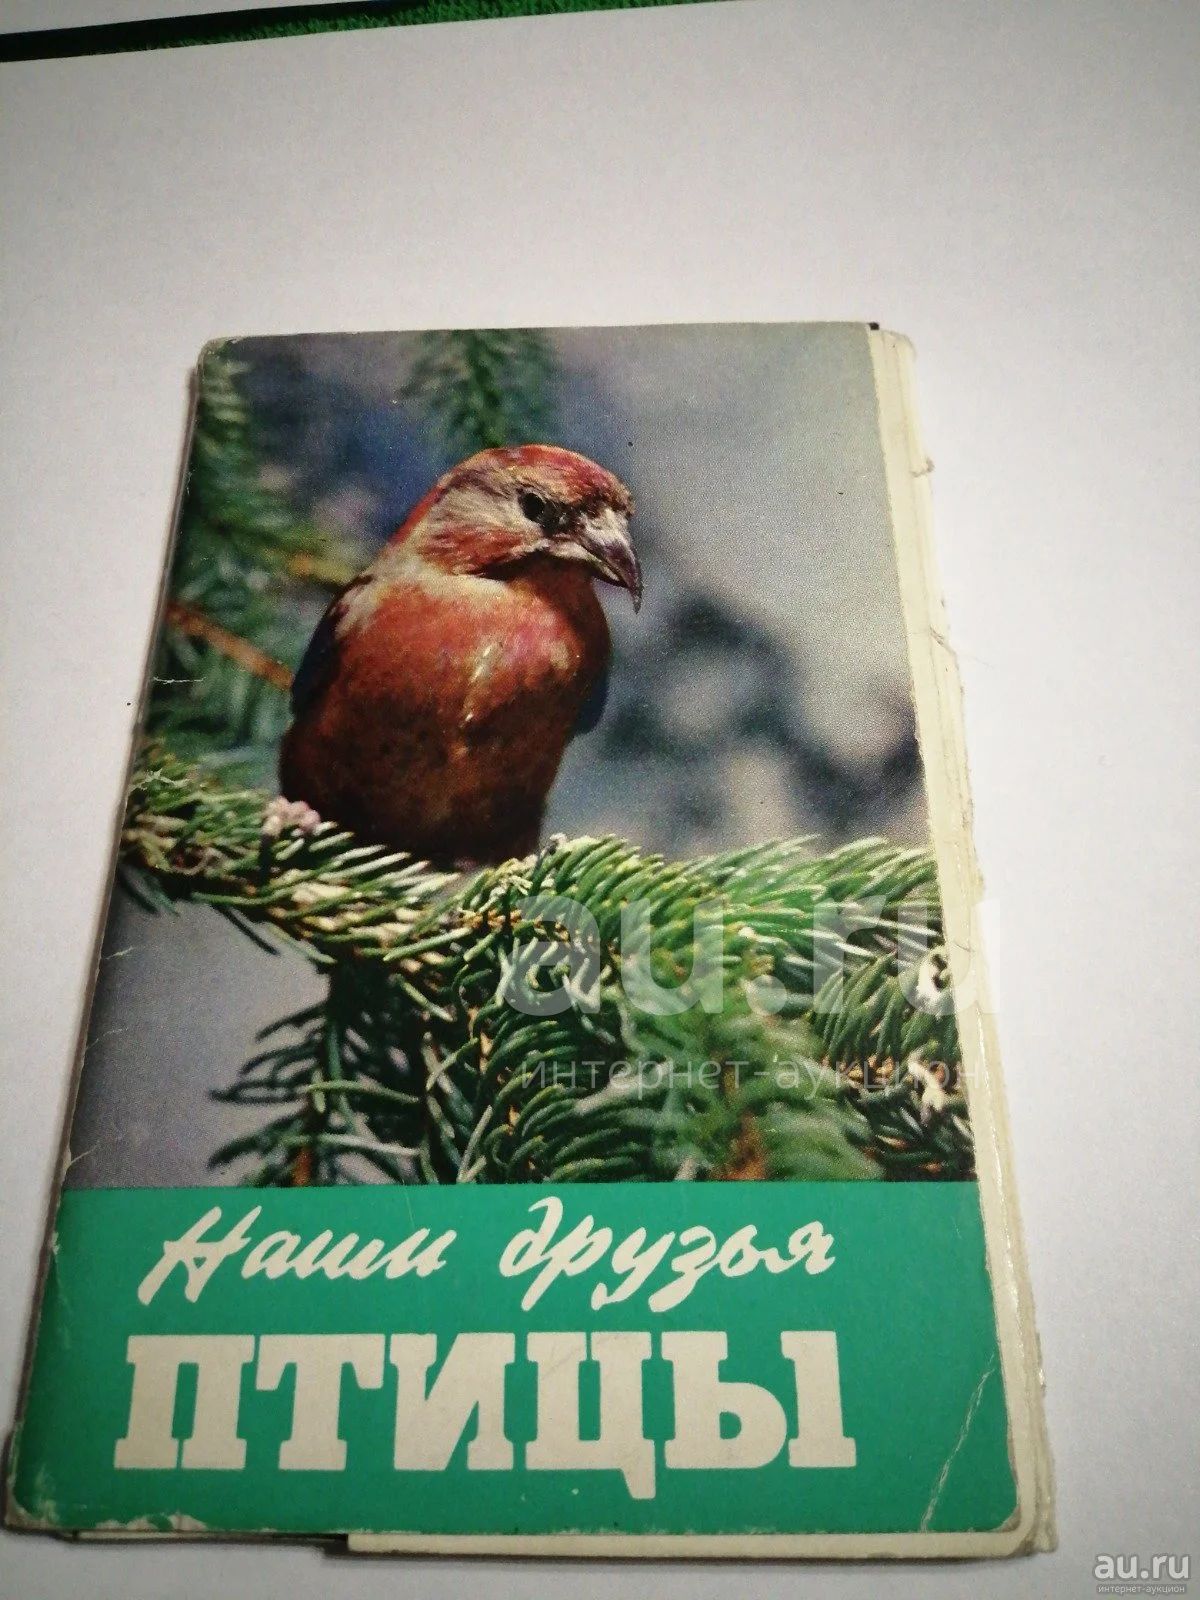 au.ru
интернет-аукцион
Наши друзья
ПТИЦЫ
au.ru
интернет-аукцион